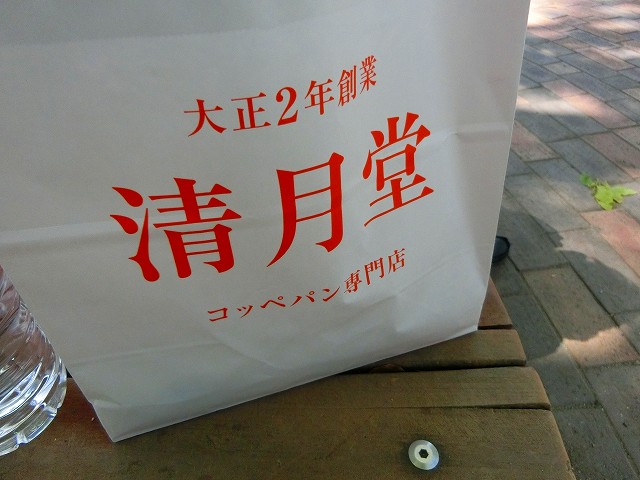 大正2年創業
清月堂
コッペパン専門店